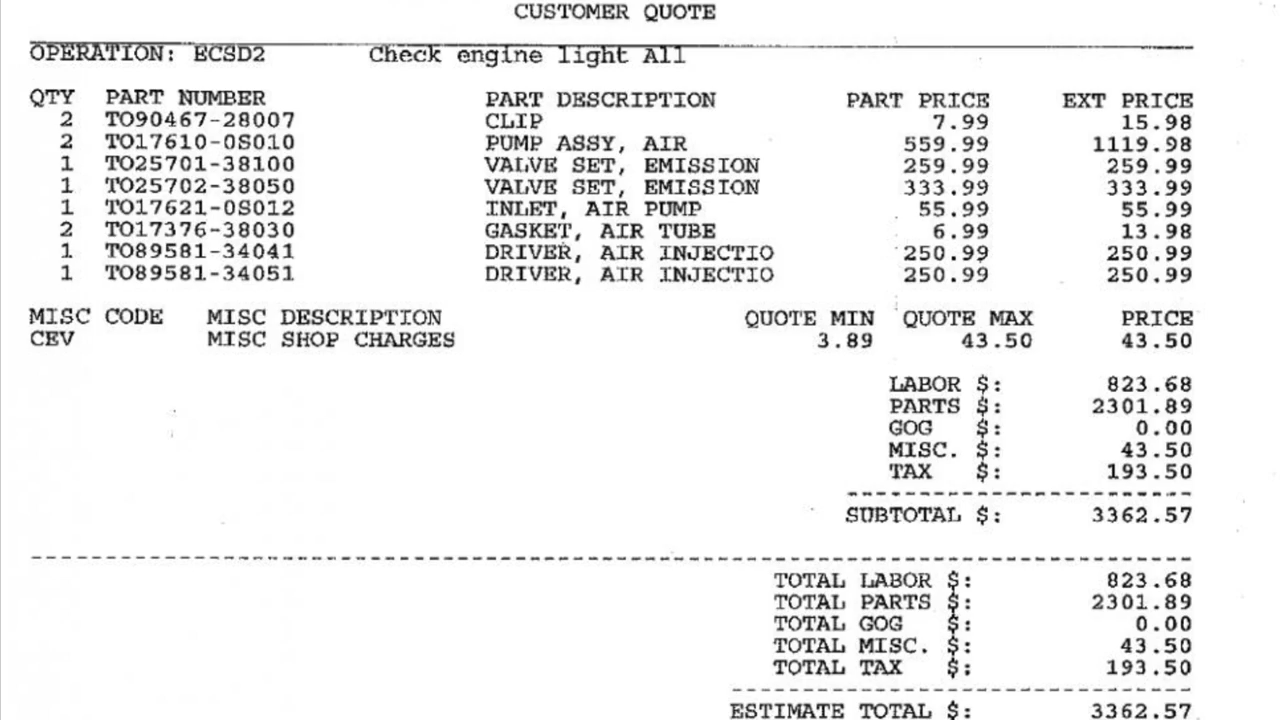 CUSTOMER QUOTE
OPERATION: ECSD2 Check engine light All
QTY PART NUMBER PART DESCRIPTION PART PRICE EXT PRICE
2 TO90467-28007 CLIP 7.99 15.98
2 TO17610-0S010 PUMP ASSY, AIR 559.99 1119.98
1 TO25701-38100 VALVE SET, EMISSION 259.99 259.99
1 TO25702-38050 VALVE SET, EMISSION 333.99 333.99
1 TO17621-0S012 INLET, AIR PUMP 55.99 55.99
2 TO17376-38030 GASKET, AIR TUBE 6.99 13.98
1 TO89581-34041 DRIVER, AIR INJECTIO 250.99 250.99
1 TO89581-34051 DRIVER, AIR INJECTIO 250.99 250.99
MISC CODE MISC DESCRIPTION QUOTE MIN QUOTE MAX PRICE
CEV MISC SHOP CHARGES 3.89 43.50 43.50
LABOR $: 823.68
PARTS $: 2301.89
GOG $: 0.00
MISC. $: 43.50
TAX $: 193.50
SUBTOTAL $: 3362.57
TOTAL LABOR $: 823.68
TOTAL PARTS $: 2301.89
TOTAL GOG $: 0.00
TOTAL MISC. $: 43.50
TOTAL TAX $: 193.50
ESTIMATE TOTAL $: 3362.57